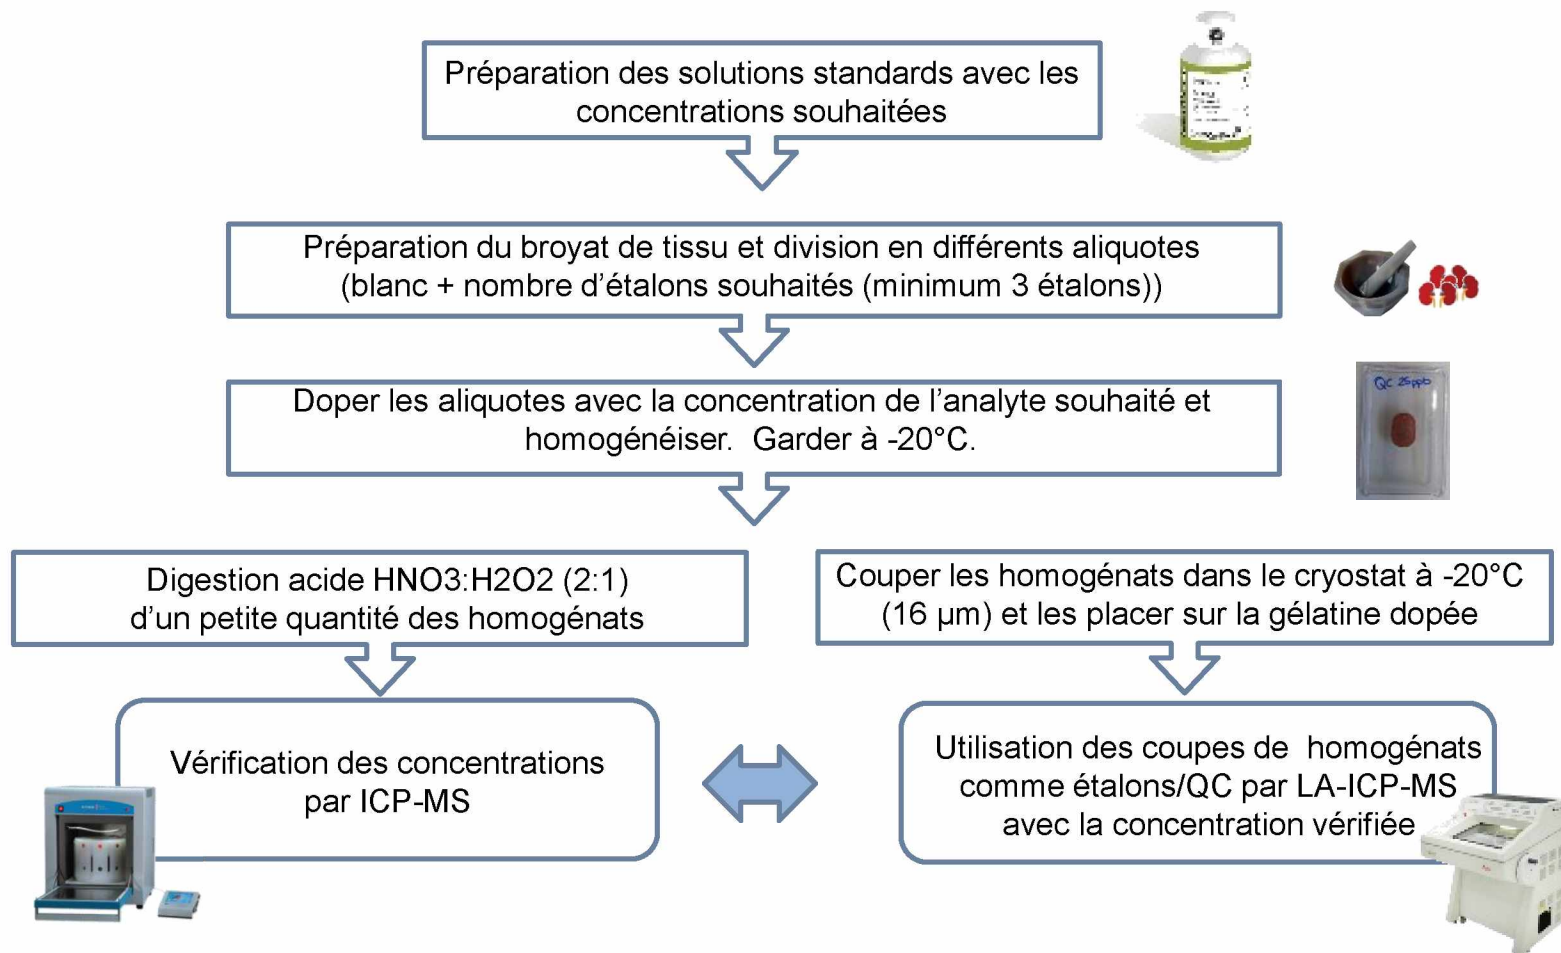 Préparation des solutions standards avec les
concentrations souhaitées
Préparation du broyat de tissu et division en différents aliquotes
(blanc + nombre d'étalons souhaités (minimum 3 étalons))
QC 25ppb
Doper les aliquotes avec la concentration de l'analyte souhaité et
homogénéiser.  Garder à -20°C.
Digestion acide HNO3:H2O2 (2:1)
d'un petite quantité des homogénats
Couper les homogénats dans le cryostat à -20°C
(16 µm) et les placer sur la gélatine dopée
Vérification des concentrations
par ICP-MS
Utilisation des coupes de  homogénats
comme étalons/QC par LA-ICP-MS
avec la concentration vérifiée